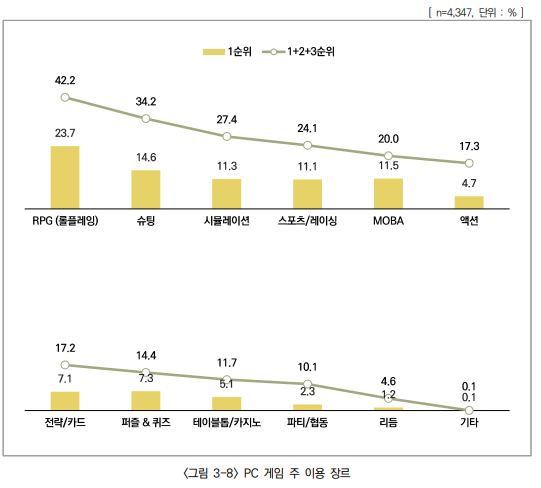 [ n=4,347, 단위 : % ]
1순위 1+2+3순위
42.2 34.2 27.4 24.1 20.0 17.3
23.7 14.6 11.3 11.1 11.5 4.7
RPG (롤플레잉) 슈팅 시뮬레이션 스포츠/레이싱 MOBA 액션
17.2 14.4 11.7 10.1 4.6 0.1
7.1 7.3 5.1 2.3 1.2 0.1
전략/카드 퍼즐 & 퀴즈 테이블톱/카지노 파티/협동 리듬 기타
<그림 3-8> PC 게임 주 이용 장르